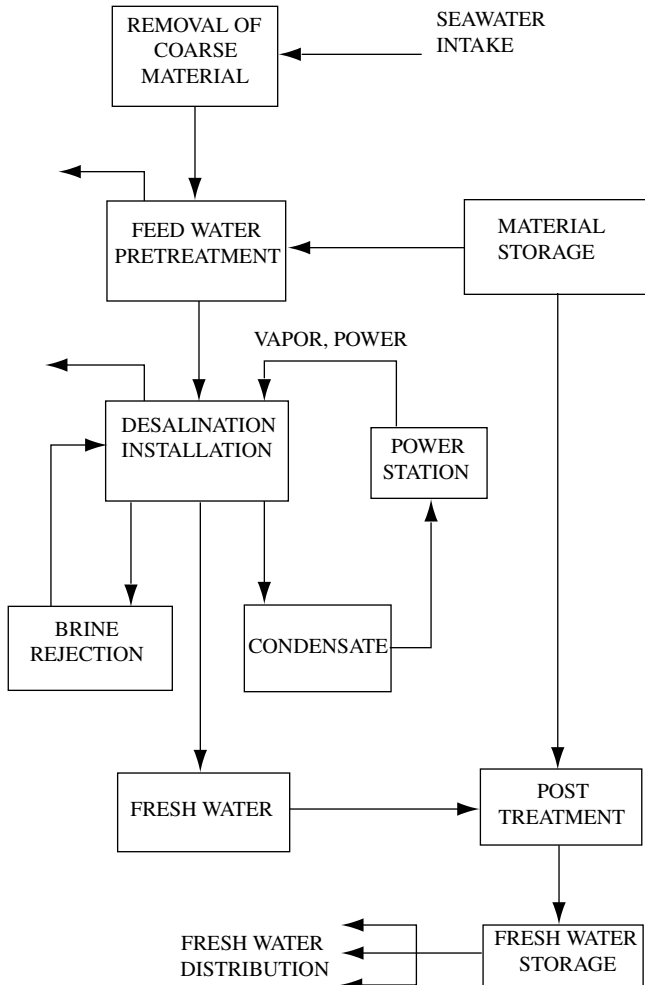 REMOVAL OF
COARSE
MATERIAL
SEAWATER
INTAKE
FEED WATER
PRETREATMENT
MATERIAL
STORAGE
VAPOR, POWER
DESALINATION
INSTALLATION
POWER
STATION
BRINE
REJECTION
CONDENSATE
FRESH WATER
POST
TREATMENT
FRESH WATER
DISTRIBUTION
FRESH WATER
STORAGE